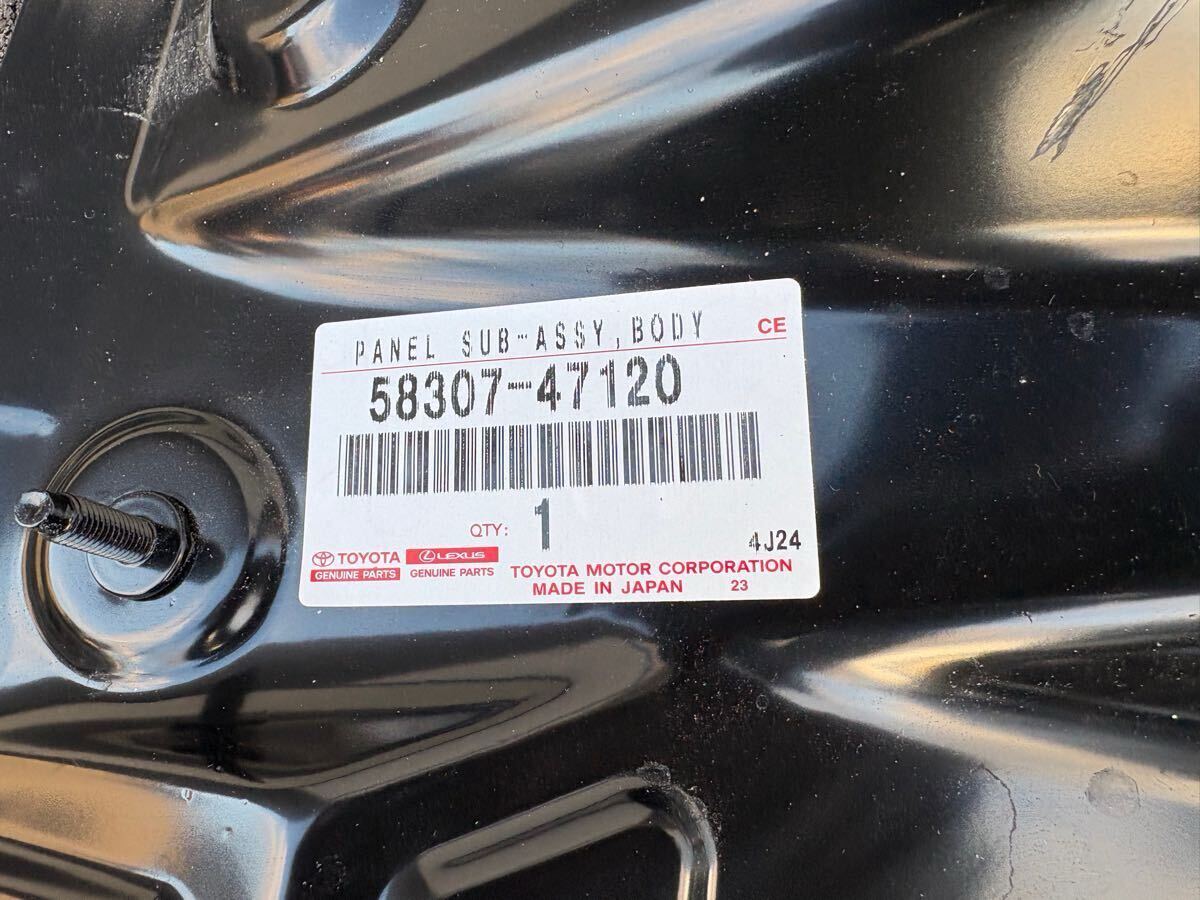 PANEL SUB-ASSY, BODY CE
58307-47120
QTY: 1
4J24
TOYOTA LEXUS
GENUINE PARTS GENUINE PARTS
TOYOTA MOTOR CORPORATION
MADE IN JAPAN 23